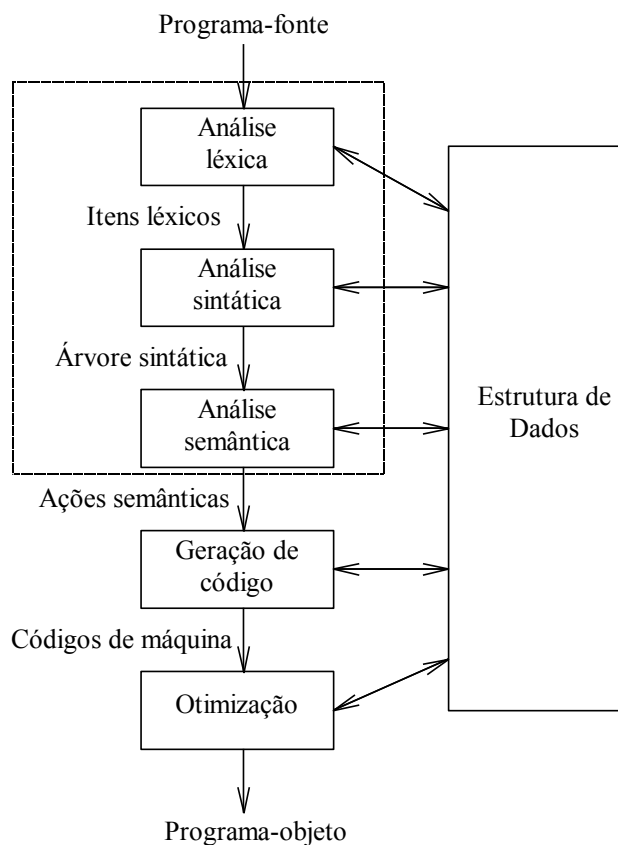 Programa-fonte
Análise
léxica
Itens léxicos
Análise
sintática
Árvore sintática
Análise
semântica
Ações semânticas
Geração de
código
Códigos de máquina
Otimização
Programa-objeto
Estrutura de
Dados